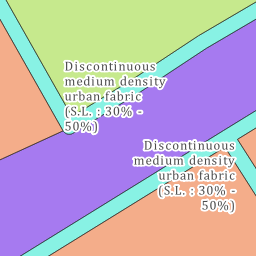 Discontinuous
medium density
urban fabric
(S.L. : 30% -
50%)
Discontinuous
medium density
urban fabric
(S.L. : 30% -
50%)